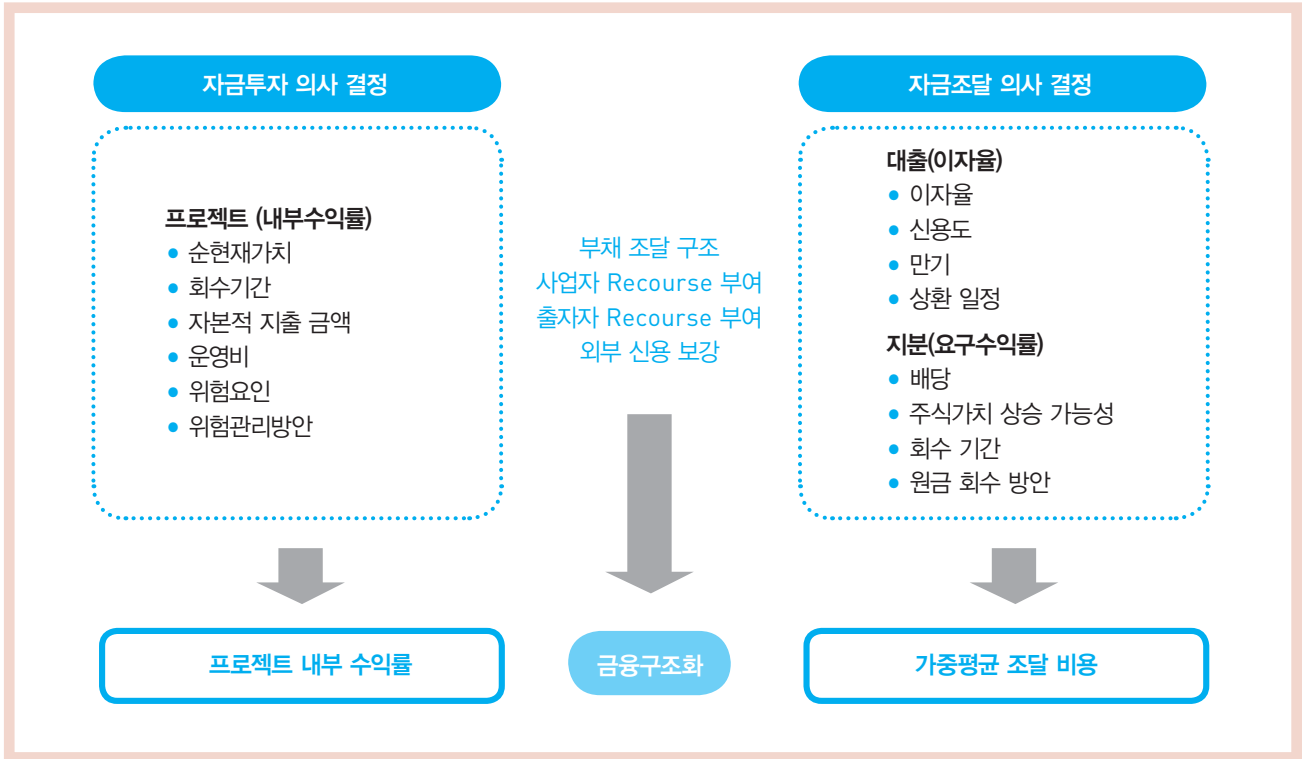 자금투자 의사 결정
프로젝트 (내부수익률)
● 순현재가치
● 회수기간
● 자본적 지출 금액
● 운영비
● 위험요인
● 위험관리방안
프로젝트 내부 수익률
부채 조달 구조
사업자 Recourse 부여
출자자 Recourse 부여
외부 신용 보강
금융구조화
자금조달 의사 결정
대출(이자율)
● 이자율
● 신용도
● 만기
● 상환 일정
지분(요구수익률)
● 배당
● 주식가치 상승 가능성
● 회수 기간
● 원금 회수 방안
가중평균 조달 비용